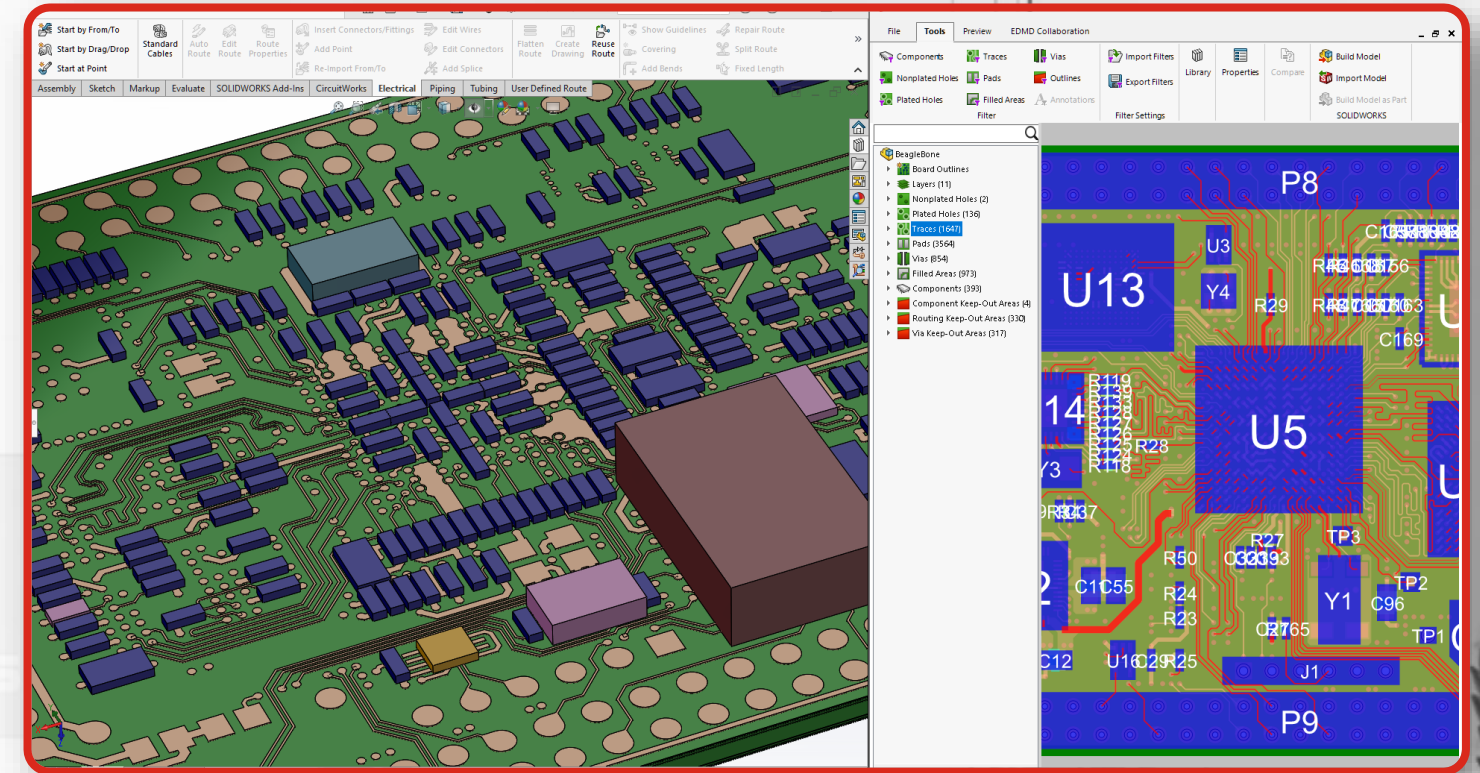 Start by From/To
Start by Drag/Drop
Start at Point
Standard Cables
Auto Route
Edit Route
Route Properties
Insert Connectors/Fittings
Add Point
Re-Import From/To
Edit Wires
Edit Connectors
Add Splice
Flatten Route
Create Drawing
Reuse Route
Show Guidelines
Covering
Add Bends
Repair Route
Split Route
Fixed Length
Assembly Sketch Markup Evaluate SOLIDWORKS Add-Ins CircuitWorks Electrical Piping Tubing User Defined Route
File Tools Preview EDMD Collaboration
Components Traces Vias
Nonplated Holes Pads Outlines
Plated Holes Filled Areas Annotations
Filter
Import Filters
Export Filters
Filter Settings
Library
Properties
Compare
Build Model
Import Model
Build Model as Part
SOLIDWORKS
BeagleBone
Board Outlines
Layers (11)
Nonplated Holes (2)
Plated Holes (136)
Traces (1647)
Pads (3564)
Vias (854)
Filled Areas (973)
Components (393)
Component Keep-Out Areas (4)
Routing Keep-Out Areas (330)
Via Keep-Out Areas (317)
P8
U3
U13
Y4
R29
C169
R119
14
R28
R118
U5
Y3
R27
TP3
R50
C55
TP2
R24
Y1
C96
R23
TP1
C12
U16
R25
J1
P9